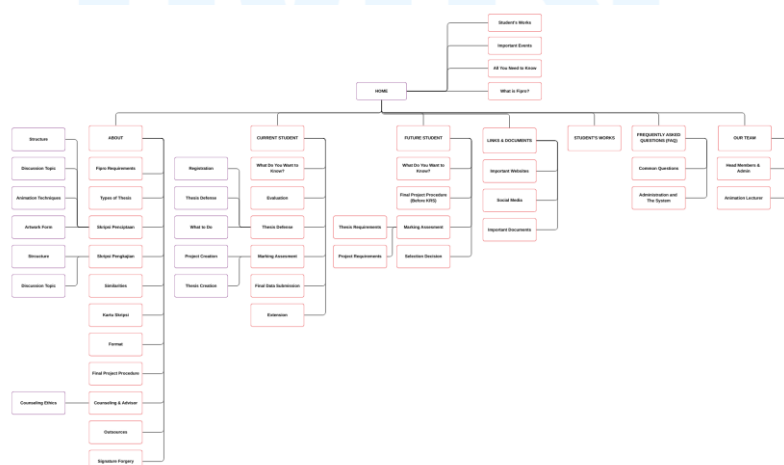 Student's Works
Important Events
All You Need to Know
HOME
What is Fipro?
Structure
ABOUT
CURRENT STUDENT
FUTURE STUDENT
LINKS & DOCUMENTS
STUDENT'S WORKS
FREQUENTLY ASKED
QUESTIONS (FAQ)
OUR TEAM
Discussion Topic
Fipro Requirements
Registration
What Do You Want to
Know?
What Do You Want to
Know?
Important Websites
Common Questions
Head Members &
Admin
Animation Techniques
Types of Thesis
Thesis Defense
Evaluation
Final Project Procedure
(Before KRS)
Social Media
Administration and
The System
Animation Lecturer
Artwork Form
Skripsi Penciptaan
What to Do
Thesis Defense
Thesis Requirements
Marking Assesment
Important Documents
Structure
Skripsi Pengkajian
Project Creation
Marking Assesment
Project Requirements
Selection Decision
Discussion Topic
Similarities
Thesis Creation
Final Data Submission
Kartu Skripsi
Extension
Format
Final Project Procedure
Counseling Ethics
Counseling & Advisor
Outsources
Signature Forgery